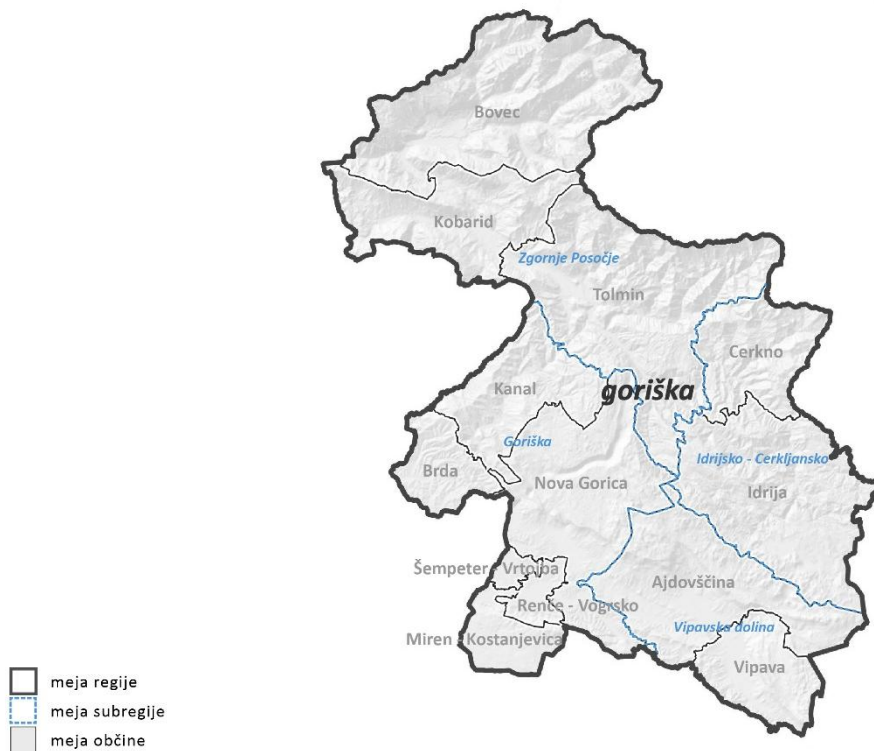 Bovec
Kobarid
Zgornje Posočje
Tolmin
Cerkno
Kanal
goriška
Goriška
Brda
Idrijsko - Cerkljansko
Nova Gorica
Idrija
Šempeter - Vrtojba
Ajdovščina
Renče - Vogrsko
Vipavska dolina
Miren - Kostanjevica
Vipava
meja regije
meja subregije
meja občine